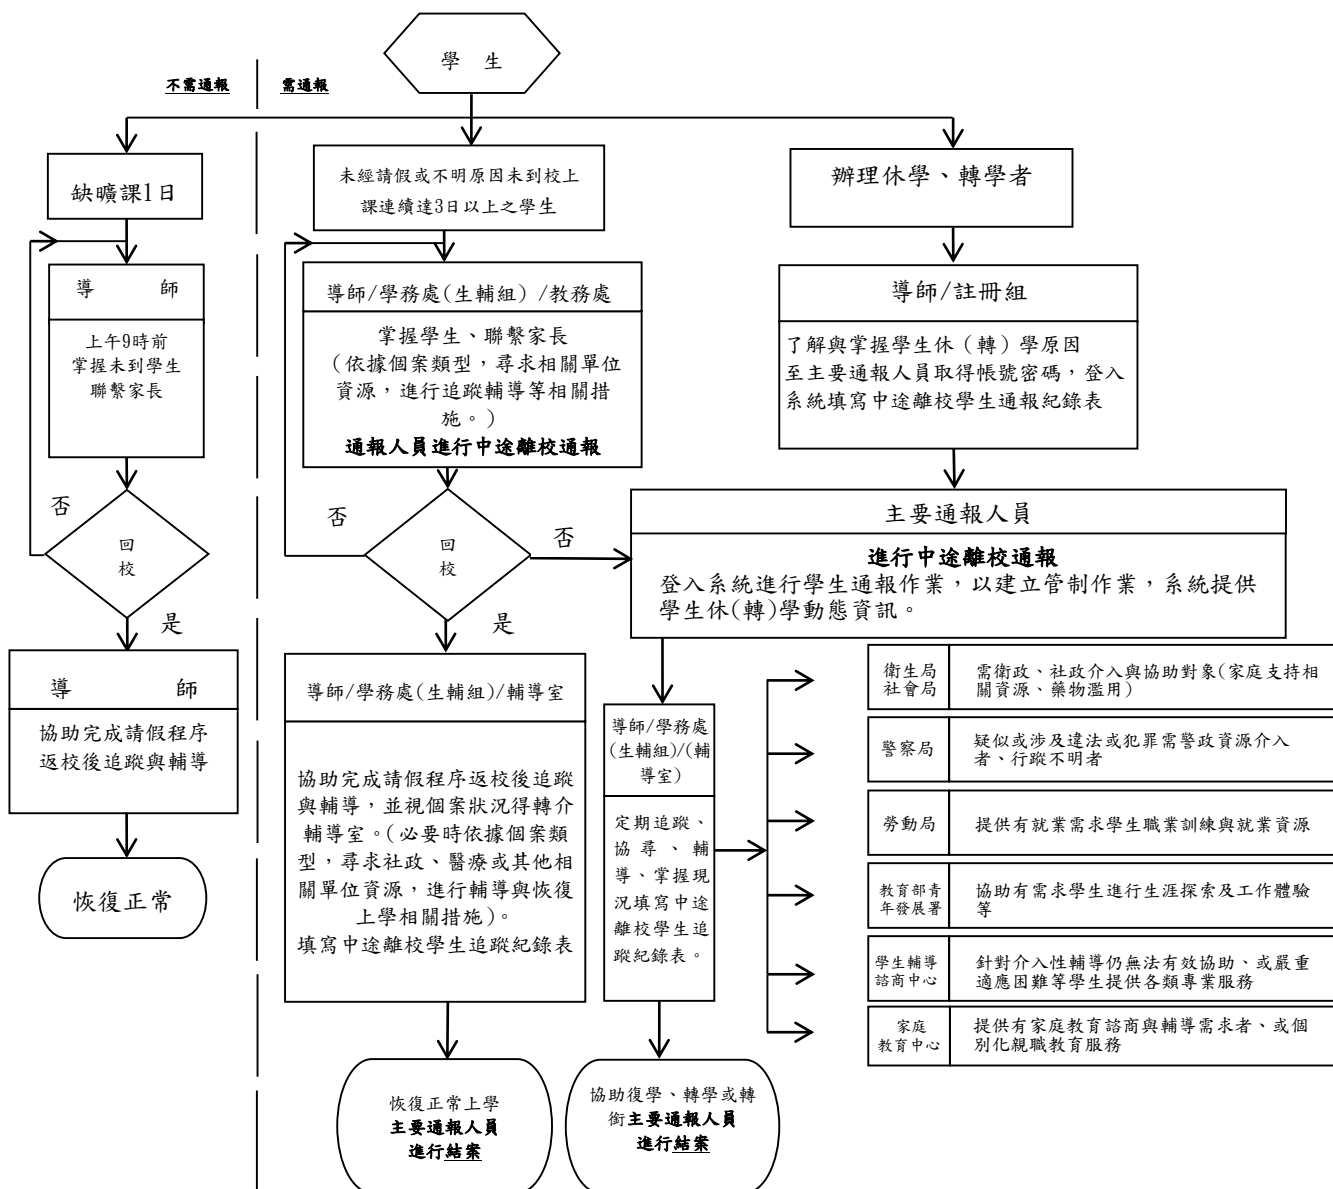 學 生
不需通報
需通報
缺曠課1日
未經請假或不明原因未到校上
課連續達3日以上之學生
辦理休學、轉學者
導 師
上午9時前
掌握未到學生
聯繫家長
導師/學務處(生輔組) /教務處
掌握學生、聯繫家長
(依據個案類型，尋求相關單位
資源，進行追蹤輔導等相關措
施。)
通報人員進行中途離校通報
導師/註冊組
了解與掌握學生休（轉）學原因
至主要通報人員取得帳號密碼，登入
系統填寫中途離校學生通報紀錄表
否
回
校
是
否
回
校
否
是
主要通報人員
進行中途離校通報
登入系統進行學生通報作業，以建立管制作業，系統提供
學生休(轉)學動態資訊。
導 師
協助完成請假程序
返校後追蹤與輔導
恢復正常
導師/學務處(生輔組)/輔導室
協助完成請假程序返校後追蹤
與輔導，並視個案狀況得轉介
輔導室。(必要時依據個案類
型，尋求社政、醫療或其他相
關單位資源，進行輔導與恢復
上學相關措施)。
填寫中途離校學生追蹤紀錄表
恢復正常上學
主要通報人員
進行結案
導師/學務處
(生輔組)/(輔
導室)
定期追蹤、
協尋、輔
導、掌握現
況填寫中途
離校學生追
蹤紀錄表。
協助復學、轉學或轉
銜主要通報人員
進行結案
衛生局
社會局
需衛政、社政介入與協助對象(家庭支持相
關資源、藥物濫用)
警察局
疑似或涉及違法或犯罪需警政資源介入
者、行蹤不明者
勞動局
提供有就業需求學生職業訓練與就業資源
教育部青
年發展署
協助有需求學生進行生涯探索及工作體驗
等
學生輔導
諮商中心
針對介入性輔導仍無法有效協助、或嚴重
適應困難等學生提供各類專業服務
家庭
教育中心
提供有家庭教育諮商與輔導需求者、或個
別化親職教育服務